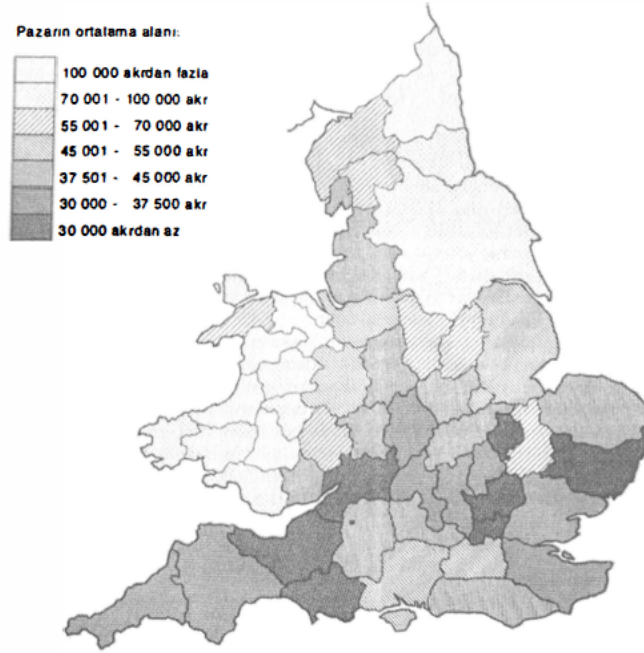 Pazarın ortalama alanı:
100 000 akrdan fazla
70 001 - 100 000 akr
55 001 - 70 000 akr
45 001 - 55 000 akr
37 501 - 45 000 akr
30 000 - 37 500 akr
30 000 akrdan az